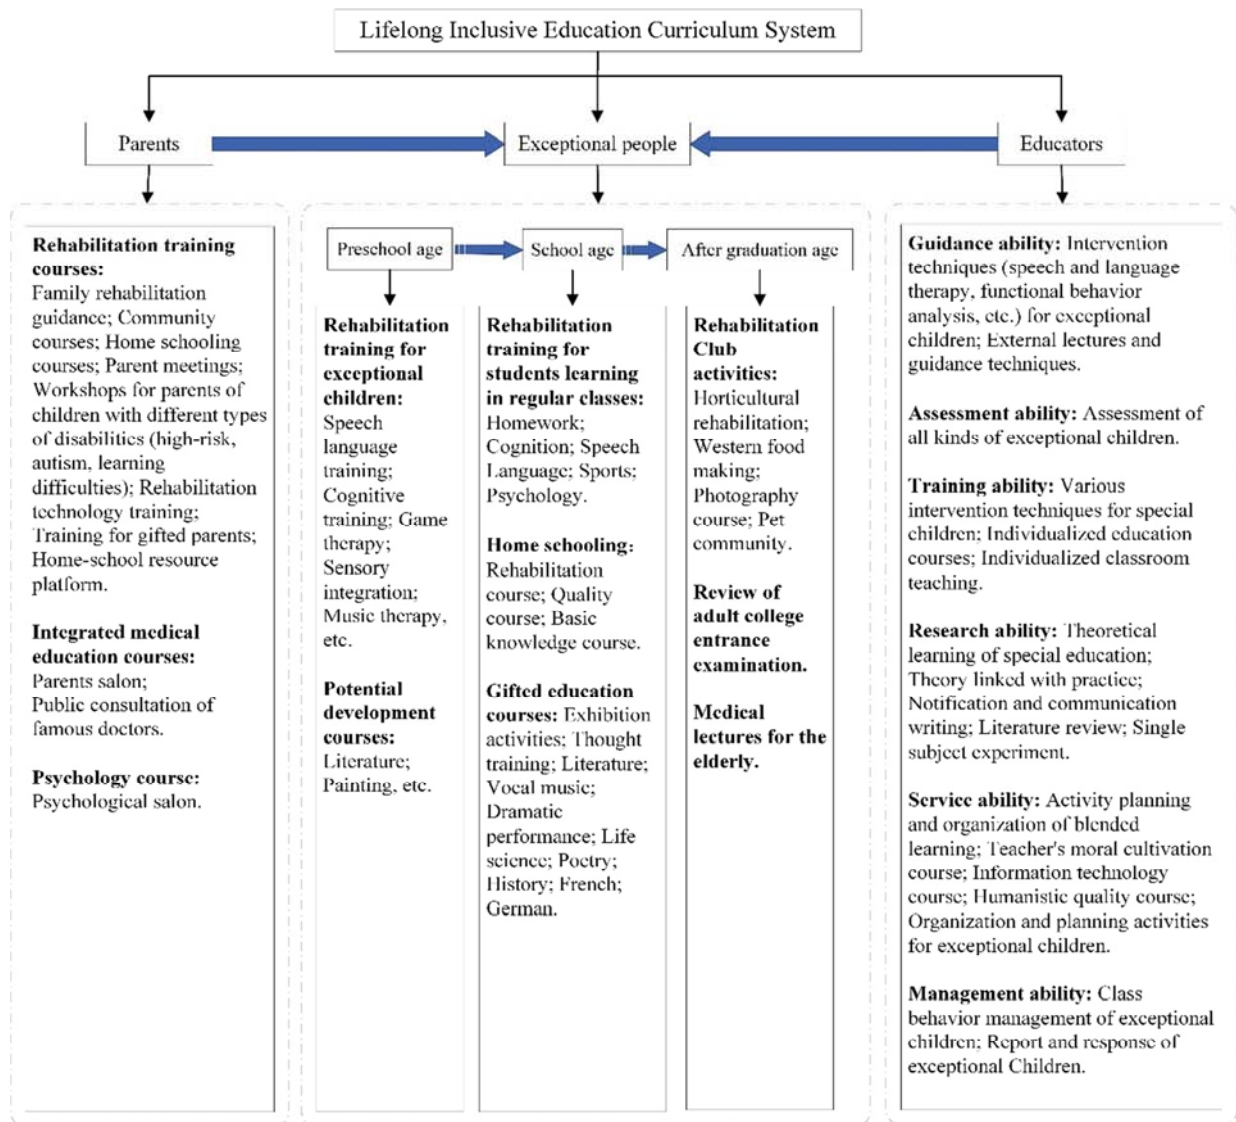 Lifelong Inclusive Education Curriculum System
Parents
Exceptional people
Educators
Rehabilitation training
courses:
Family rehabilitation
guidance; Community
courses; Home schooling
courses; Parent meetings;
Workshops for parents of
children with different types
of disabilities (high-risk,
autism, learning
difficulties); Rehabilitation
technology training;
Training for gifted parents;
Home-school resource
platform.
Integrated medical
education courses:
Parents salon;
Public consultation of
famous doctors.
Psychology course:
Psychological salon.
Preschool age
School age
After graduation age
Rehabilitation
training for
exceptional
children:
Speech
language
training;
Cognitive
training; Game
therapy;
Sensory
integration;
Music therapy,
etc.
Potential
development
courses:
Literature;
Painting, etc.
Rehabilitation
training for
students learning
in regular classes:
Homework;
Cognition; Speech
Language; Sports;
Psychology.
Home schooling:
Rehabilitation
course; Quality
course; Basic
knowledge course.
Gifted education
courses: Exhibition
activities; Thought
training; Literature;
Vocal music;
Dramatic
performance; Life
science; Poetry;
History; French;
German.
Rehabilitation
Club
activities:
Horticultural
rehabilitation;
Western food
making;
Photography
course; Pet
community.
Review of
adult college
entrance
examination.
Medical
lectures for the
elderly.
Guidance ability: Intervention
techniques (speech and language
therapy, functional behavior
analysis, etc.) for exceptional
children; External lectures and
guidance techniques.
Assessment ability: Assessment of
all kinds of exceptional children.
Training ability: Various
intervention techniques for special
children; Individualized education
courses; Individualized classroom
teaching.
Research ability: Theoretical
learning of special education;
Theory linked with practice;
Notification and communication
writing; Literature review; Single
subject experiment.
Service ability: Activity planning
and organization of blended
learning; Teacher's moral cultivation
course; Information technology
course; Humanistic quality course;
Organization and planning activities
for exceptional children.
Management ability: Class
behavior management of exceptional
children; Report and response of
exceptional Children.